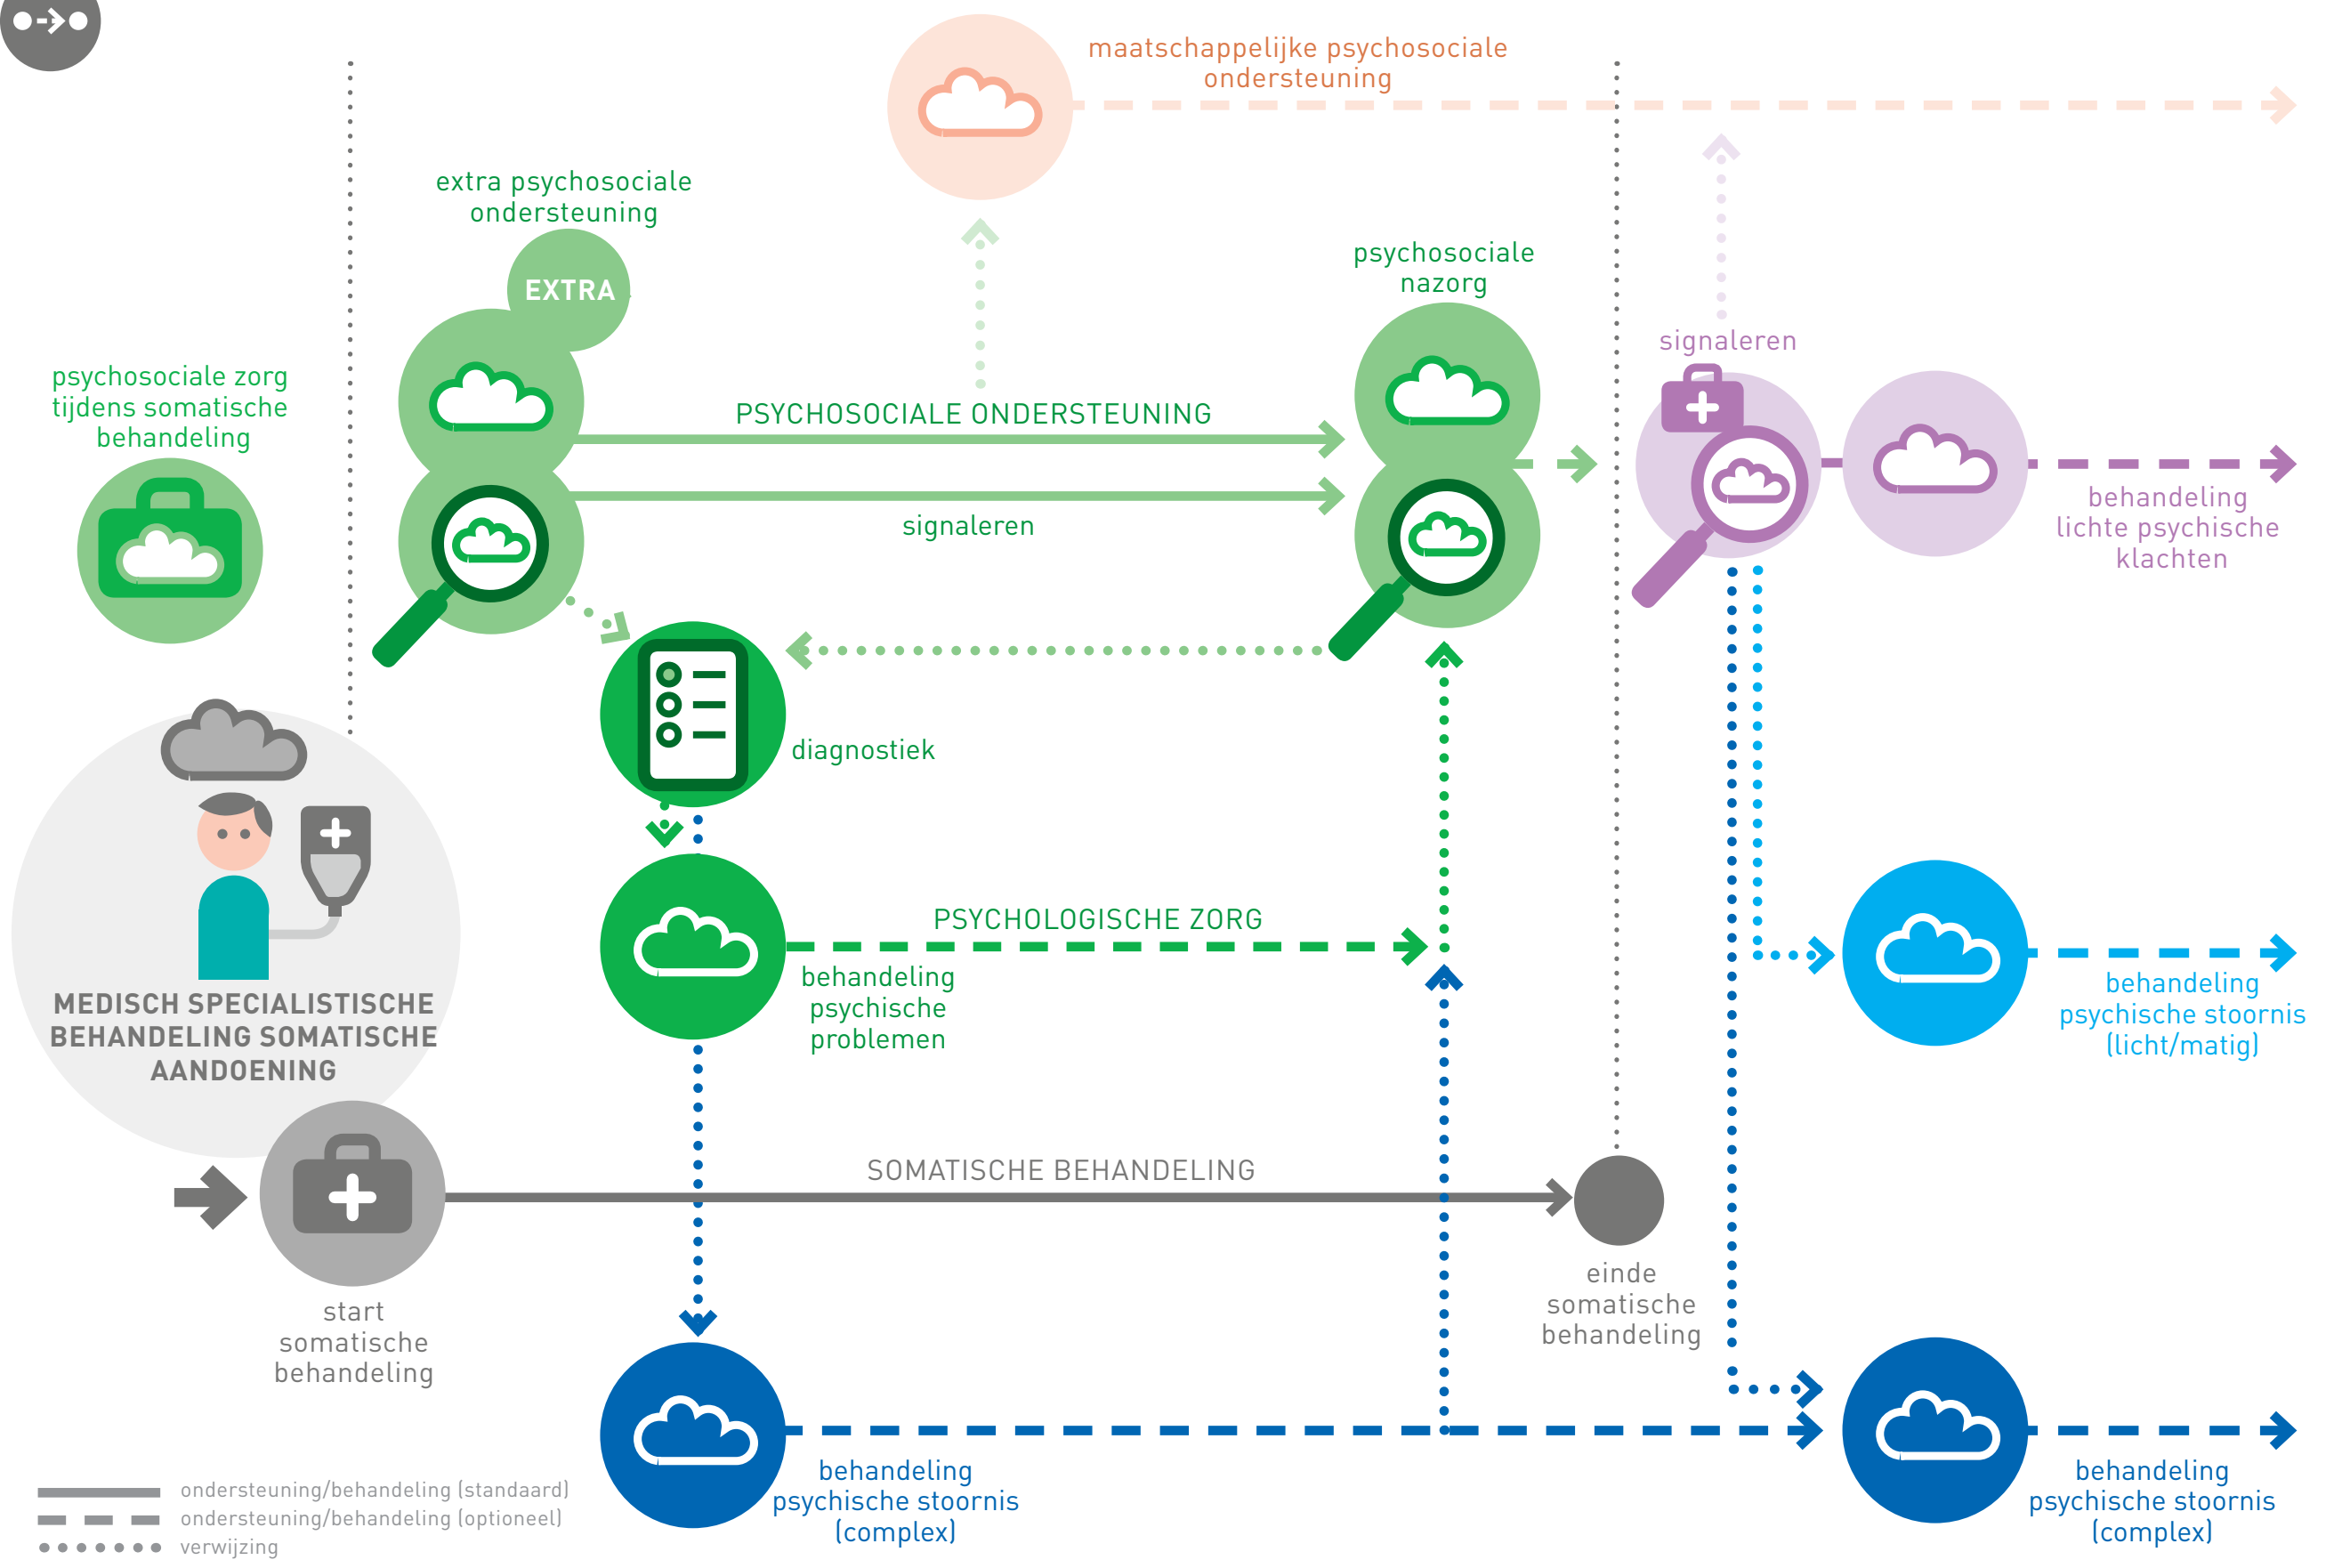 maatschappelijke psychosociale
ondersteuning
extra psychosociale
ondersteuning
EXTRA
psychosociale
nazorg
signaleren
psychosociale zorg
tijdens somatische
behandeling
PSYCHOSOCIALE ONDERSTEUNING
signaleren
behandeling
lichte psychische
klachten
diagnostiek
PSYCHOLOGISCHE ZORG
behandeling
psychische
problemen
behandeling
psychische stoornis
(licht/matig)
MEDISCH SPECIALISTISCHE
BEHANDELING SOMATISCHE
AANDOENING
SOMATISCHE BEHANDELING
start
somatische
behandeling
einde
somatische
behandeling
behandeling
psychische stoornis
(complex)
behandeling
psychische stoornis
(complex)
ondersteuning/behandeling (standaard)
ondersteuning/behandeling (optioneel)
verwijzing